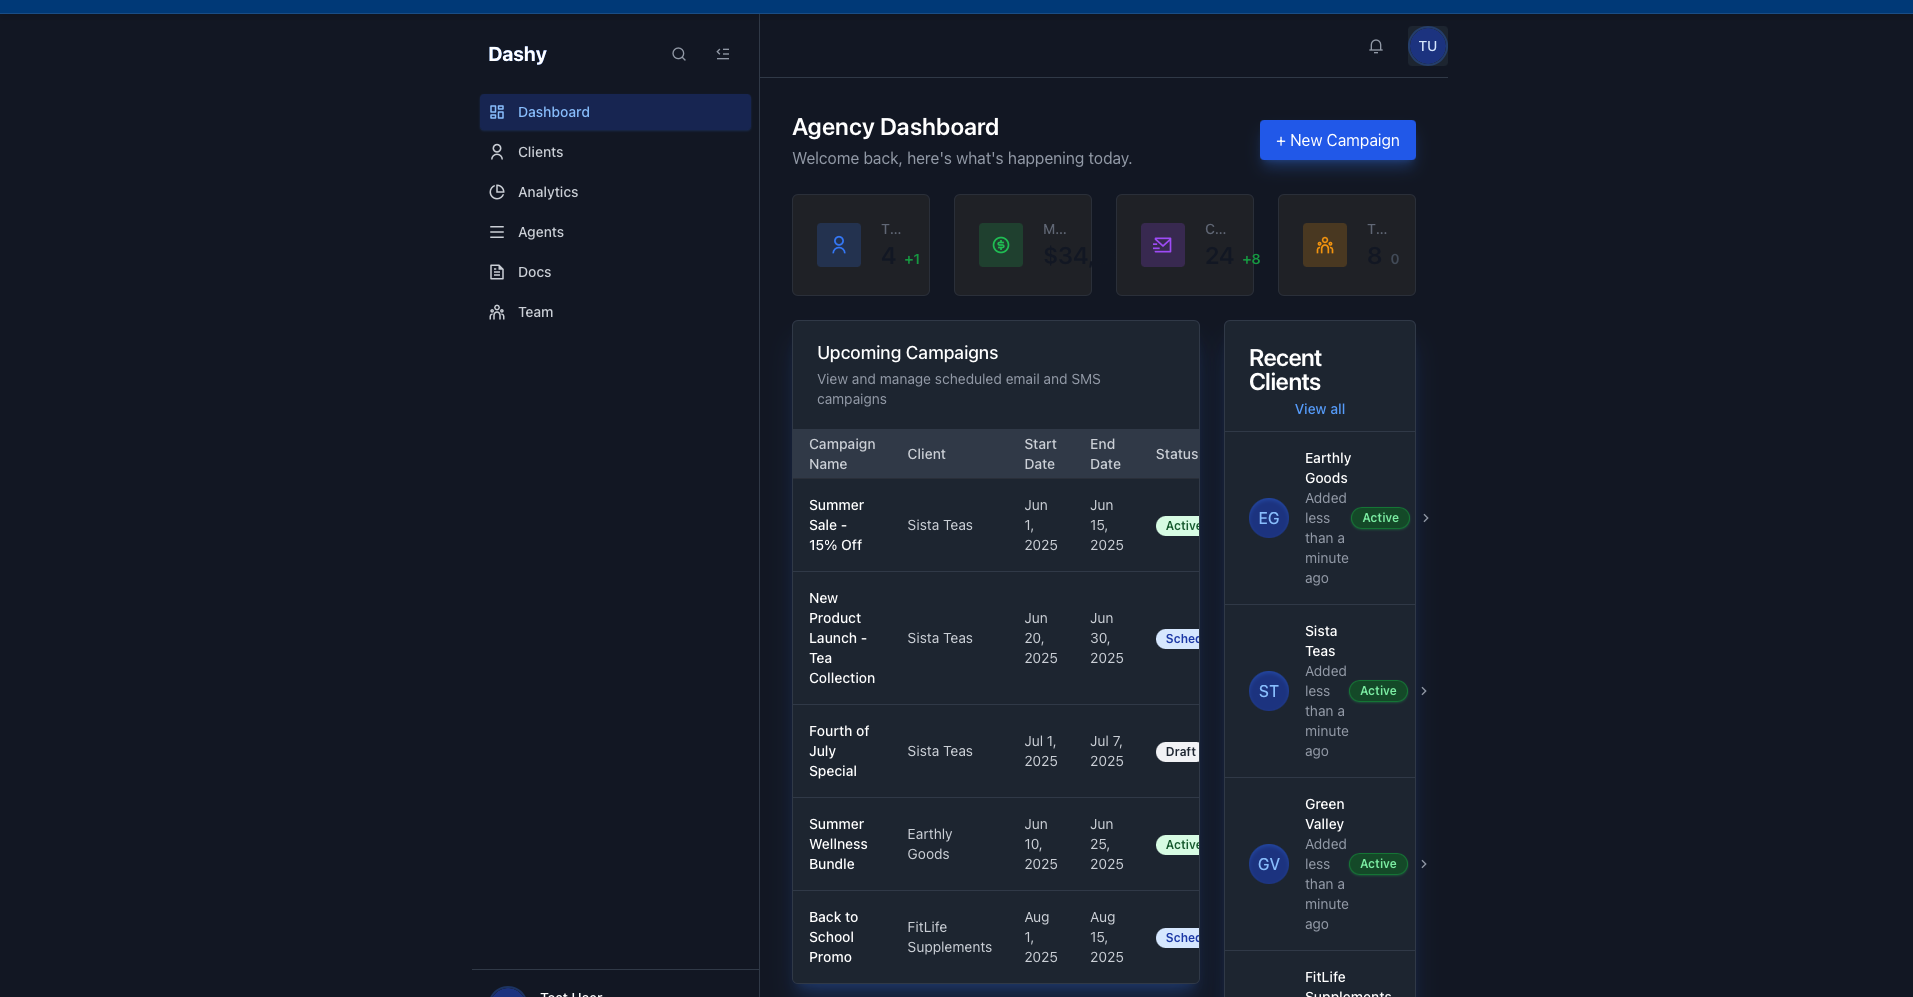 Dashy
TU
Dashboard
Clients
Analytics
Agents
Docs
Team
Agency Dashboard
Welcome back, here's what's happening today.
+ New Campaign
T...
4 +1
M...
$34,
C...
24 +8
T...
8 0
Upcoming Campaigns
View and manage scheduled email and SMS
campaigns
Campaign
Name
Client
Start
Date
End
Date
Status
Summer
Sale -
15% Off
Sista Teas
Jun
1,
2025
Jun
15,
2025
Active
New
Product
Launch -
Tea
Collection
Sista Teas
Jun
20,
2025
Jun
30,
2025
Sched
Fourth of
July
Special
Sista Teas
Jul 1,
2025
Jul 7,
2025
Draft
Summer
Wellness
Bundle
Earthly
Goods
Jun
10,
2025
Jun
25,
2025
Active
Back to
School
Promo
FitLife
Supplements
Aug
1,
2025
Aug
15,
2025
Sched
Recent
Clients
View all
EG
Earthly
Goods
Added
less
than a
minute
ago
Active
ST
Sista
Teas
Added
less
than a
minute
ago
Active
GV
Green
Valley
Added
less
than a
minute
ago
Active
FitLife
Supplements
Test User